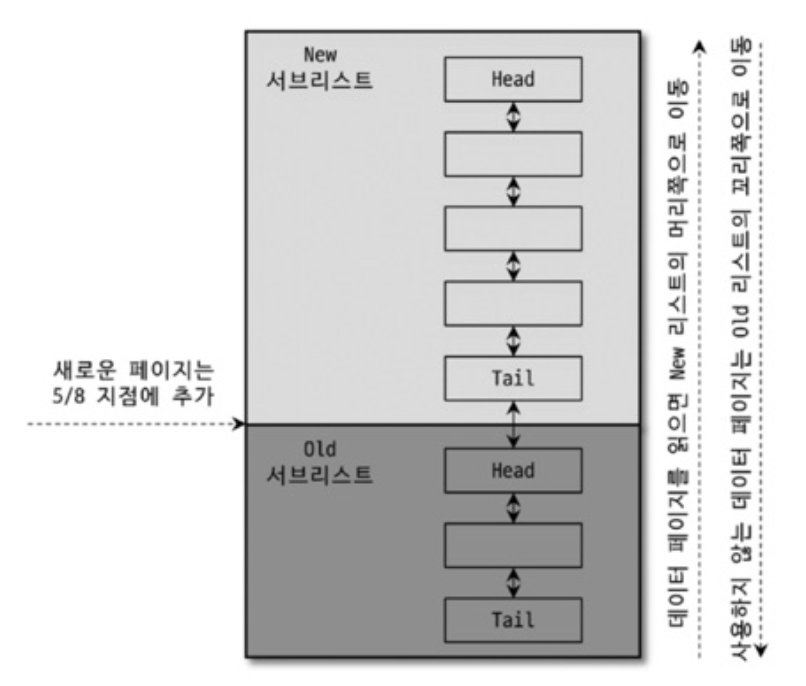 New
서브리스트
Head
Tail
새로운 페이지는
5/8 지점에 추가
Old
서브리스트
Head
Tail
데이터 페이지를 읽으면 New 리스트의 머리쪽으로 이동
사용하지 않는 데이터 페이지는 Old 리스트의 꼬리쪽으로 이동